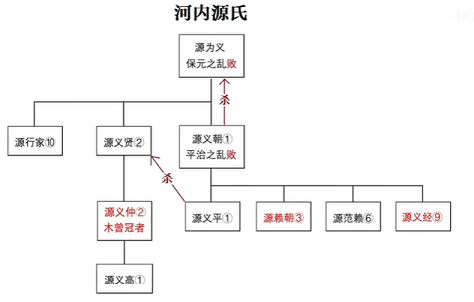 河内源氏
源为义
保元之乱败
杀
源行家⑩
源义贤②
源义朝①
平治之乱败
杀
源义仲②
木曾冠者
源义平①
源赖朝③
源范赖⑥
源义经⑨
源义高①